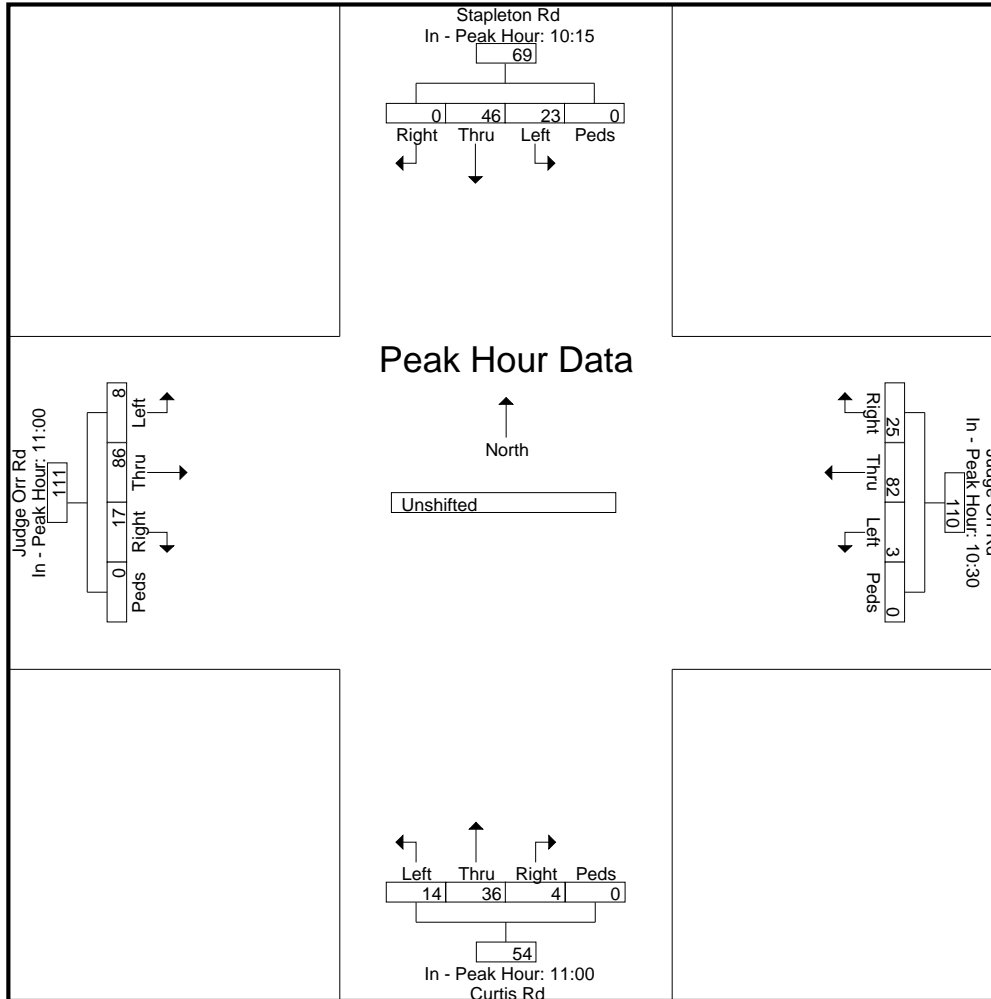 Stapleton Rd
In - Peak Hour: 10:15
69
0 46 23 0
Right Thru Left Peds
Peak Hour Data
North
Unshifted
Judge Orr Rd
In - Peak Hour: 11:00
111
8 86 17 0
Left Thru Right Peds
Judge Orr Rd
In - Peak Hour: 10:30
110
25 82 3 0
Right Thru Left Peds
Left Thru Right Peds
14 36 4 0
54
In - Peak Hour: 11:00
Curtis Rd